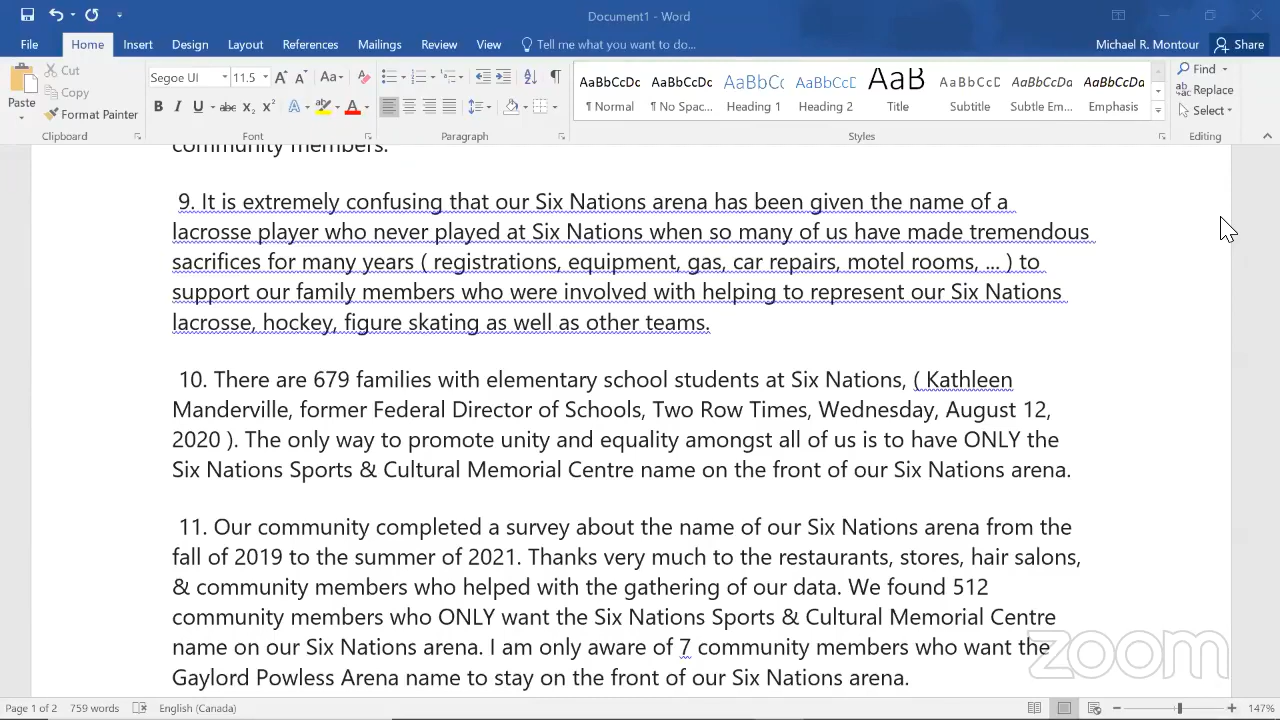 Document1 - Word
File Home Insert Design Layout References Mailings Review View Tell me what you want to do... Michael R. Montour Share
Paste Cut Copy Format Painter Clipboard
Segoe UI 11.5 A A Aa A
B I U abc x2 x2 A A
Font Paragraph
AaBbCcDc AaBbCcDc AaBbCc AaBbCcE AaB AaBbCcD AaBbCcDa AaBbCcDa
¶ Normal ¶ No Spac... Heading 1 Heading 2 Title Subtitle Subtle Em... Emphasis
Styles
Find
Replace
Select
Editing
community members.
9. It is extremely confusing that our Six Nations arena has been given the name of a
lacrosse player who never played at Six Nations when so many of us have made tremendous
sacrifices for many years ( registrations, equipment, gas, car repairs, motel rooms, ... ) to
support our family members who were involved with helping to represent our Six Nations
lacrosse, hockey, figure skating as well as other teams.
10. There are 679 families with elementary school students at Six Nations, ( Kathleen
Manderville, former Federal Director of Schools, Two Row Times, Wednesday, August 12,
2020 ). The only way to promote unity and equality amongst all of us is to have ONLY the
Six Nations Sports & Cultural Memorial Centre name on the front of our Six Nations arena.
11. Our community completed a survey about the name of our Six Nations arena from the
fall of 2019 to the summer of 2021. Thanks very much to the restaurants, stores, hair salons,
& community members who helped with the gathering of our data. We found 512
community members who ONLY want the Six Nations Sports & Cultural Memorial Centre
name on our Six Nations arena. I am only aware of 7 community members who want the
Gaylord Powless Arena name to stay on the front of our Six Nations arena.
zoom
Page 1 of 2 759 words English (Canada) 147%